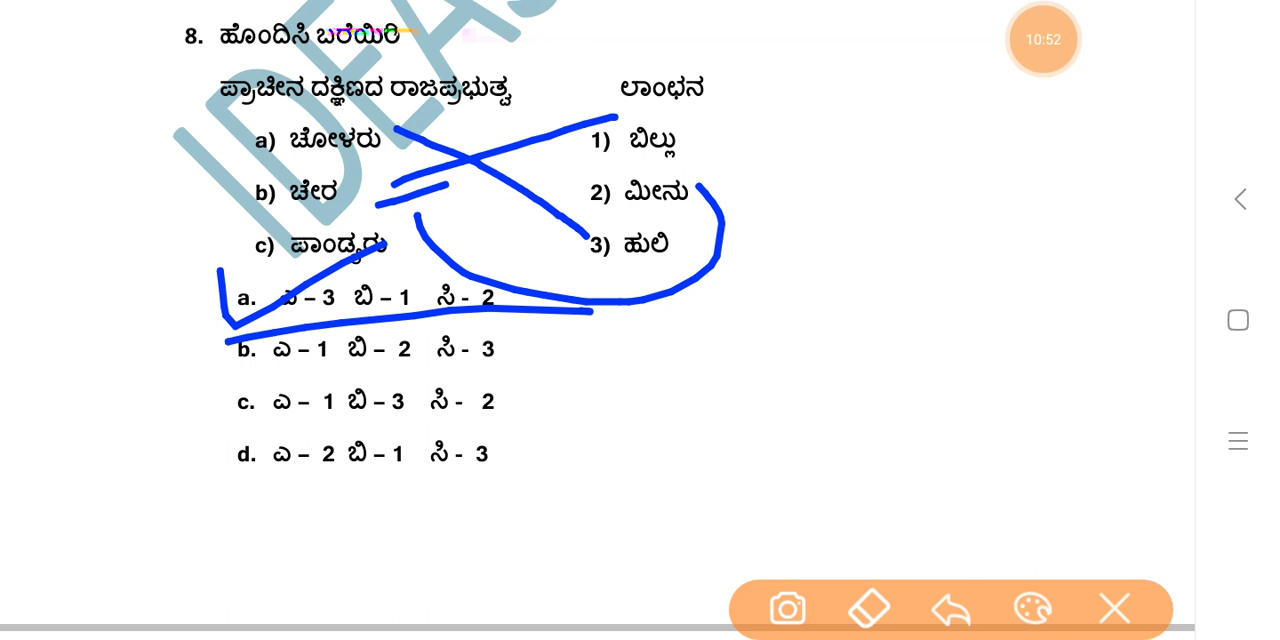 IDEAS
10:52
8. ಹೊಂದಿಸಿ ಬರೆಯಿರಿ
ಪ್ರಾಚೀನ ದಕ್ಷಿಣದ ರಾಜಪ್ರಭುತ್ವ ಲಾಂಛನ
a) ಚೋಳರು 1) ಬಿಲ್ಲು
b) ಚೇರ 2) ಮೀನು
c) ಪಾಂಡ್ಯರು 3) ಹುಲಿ
a. ಎ – 3 ಬಿ – 1 ಸಿ - 2
b. ಎ – 1 ಬಿ – 2 ಸಿ - 3
c. ಎ – 1 ಬಿ – 3 ಸಿ - 2
d. ಎ – 2 ಬಿ – 1 ಸಿ - 3